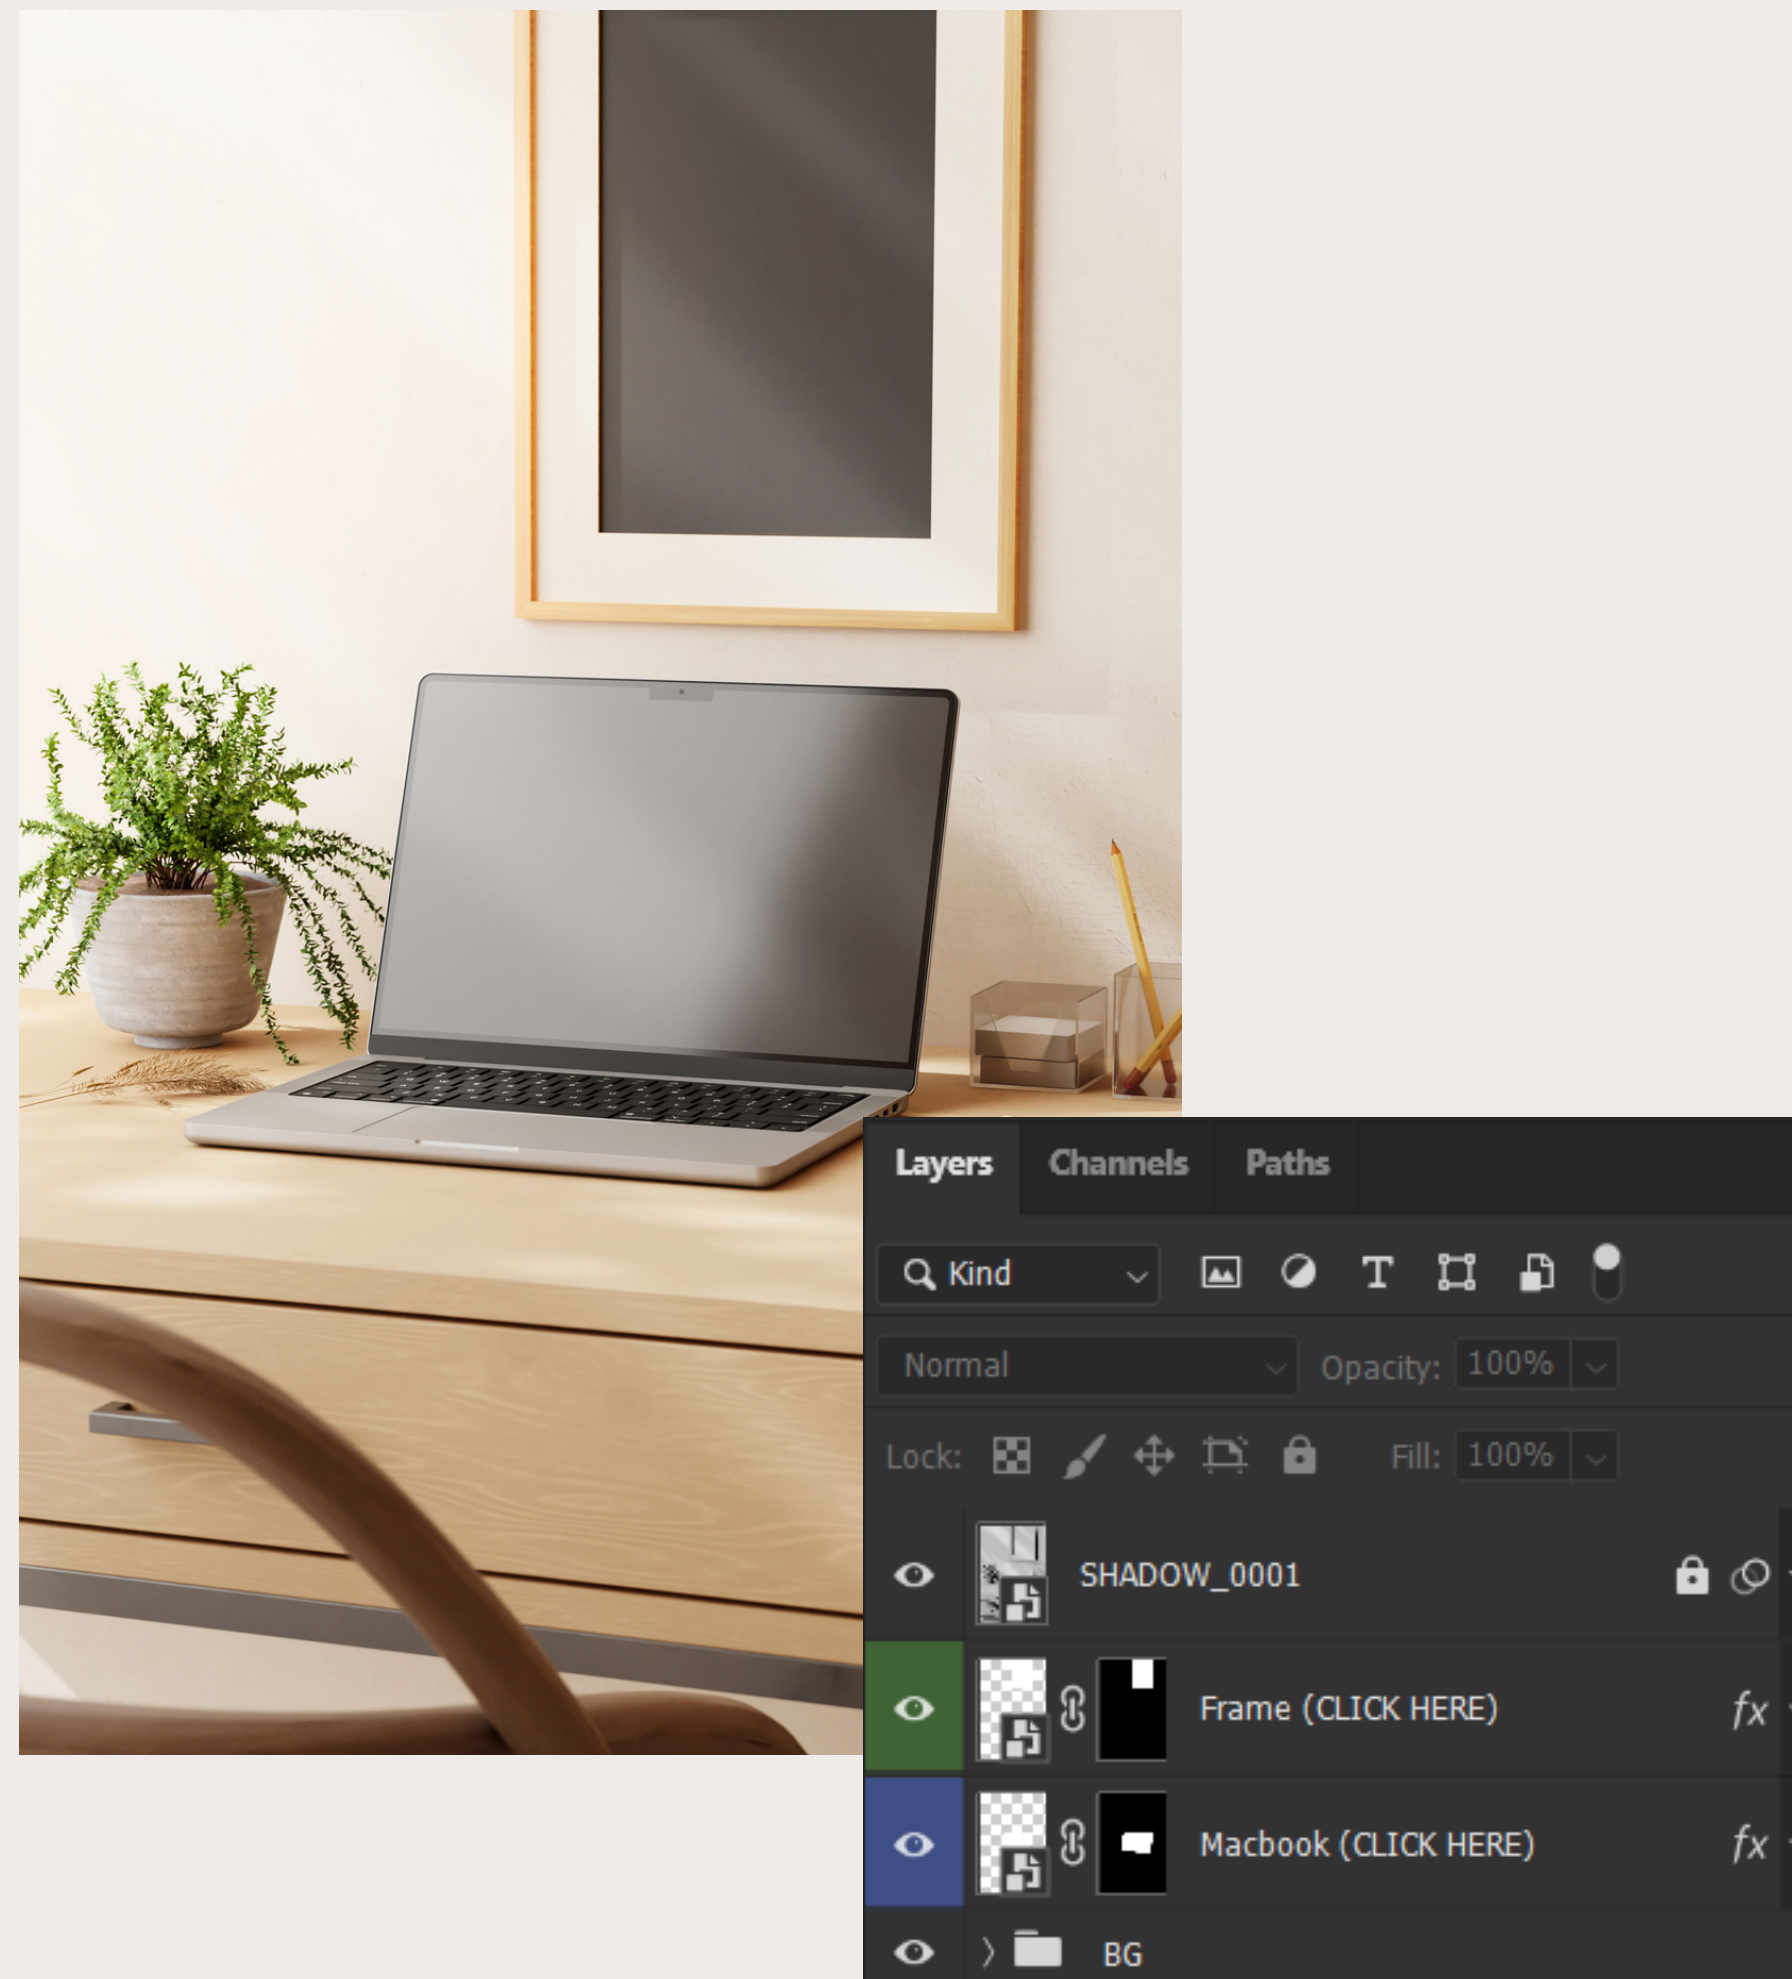 Layers Channels Paths
Kind
Normal Opacity: 100%
Lock: Fill: 100%
SHADOW_0001
Frame (CLICK HERE) fx
Macbook (CLICK HERE) fx
BG